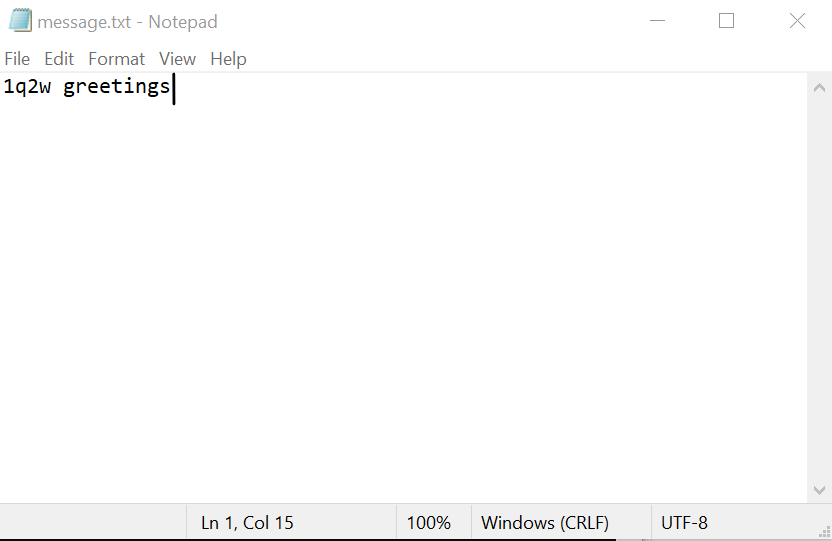 message.txt - Notepad
File Edit Format View Help
1q2w greetings
Ln 1, Col 15 100% Windows (CRLF) UTF-8